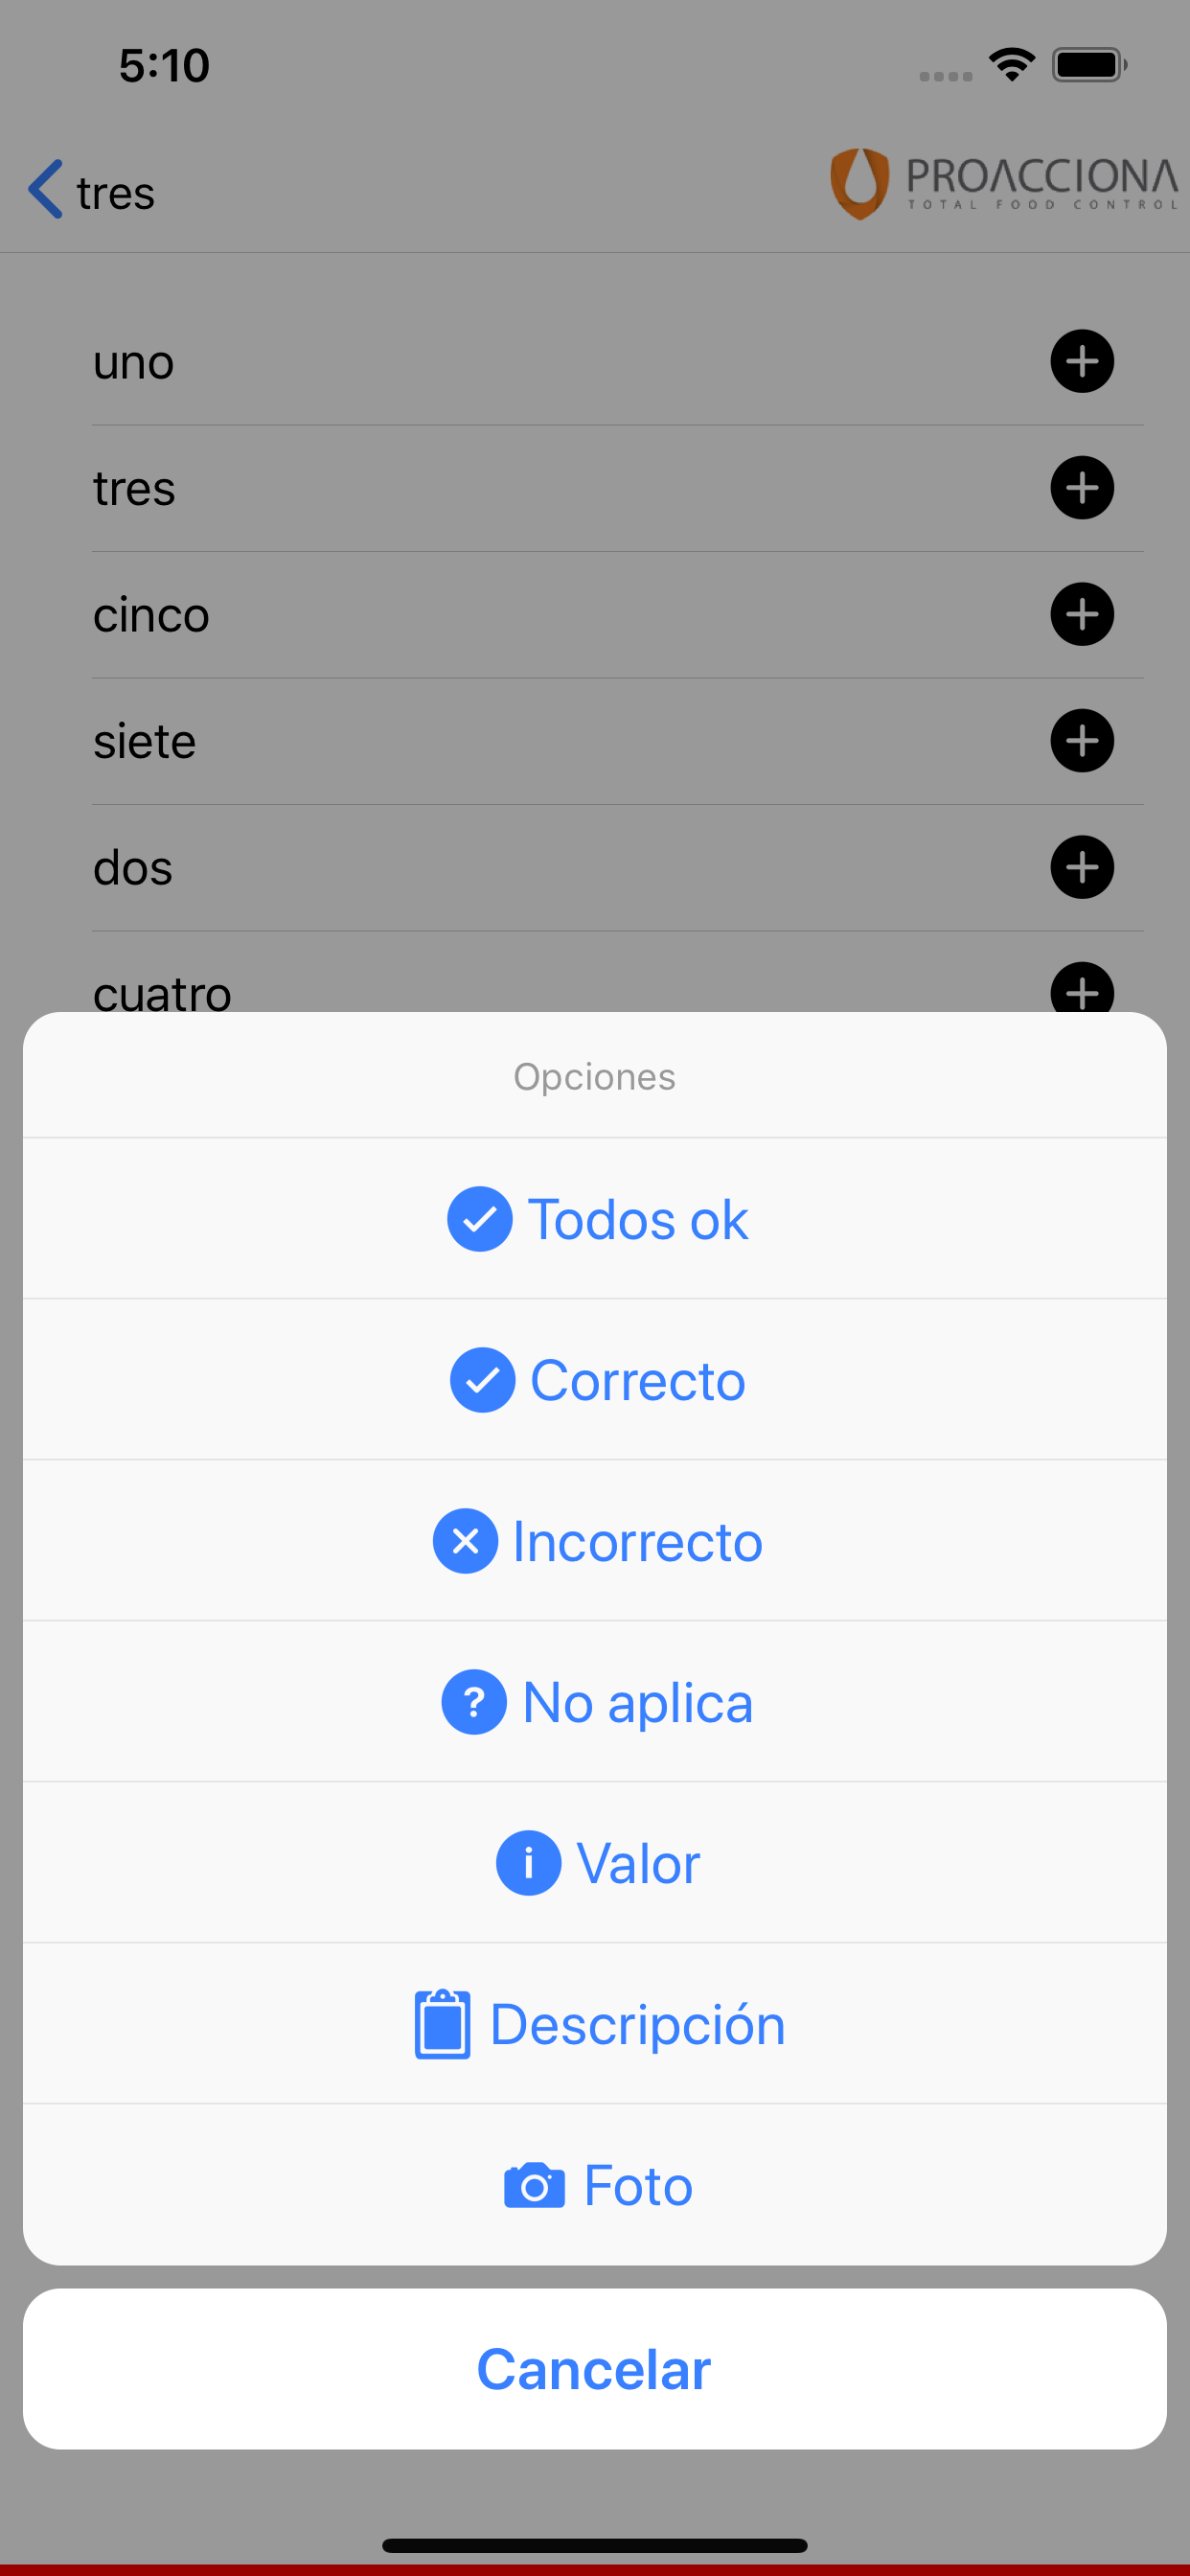 5:10
tres
PROACCIONA
TOTAL FOOD CONTROL
uno
tres
cinco
siete
dos
cuatro
Opciones
Todos ok
Correcto
Incorrecto
No aplica
Valor
Descripción
Foto
Cancelar